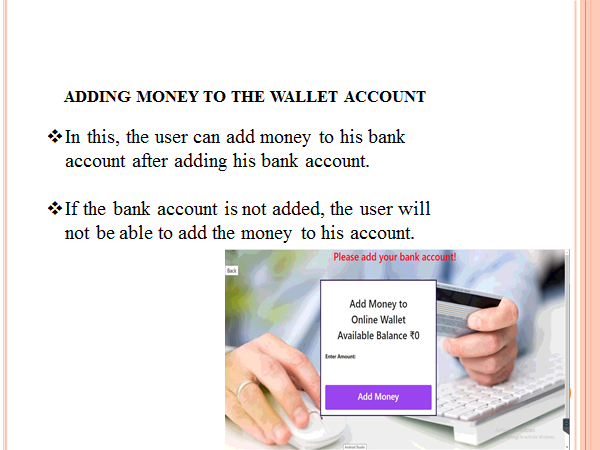 ADDING MONEY TO THE WALLET ACCOUNT
❖In this, the user can add money to his bank
account after adding his bank account.
❖If the bank account is not added, the user will
not be able to add the money to his account.
Please add your bank account!
Back
Add Money to
Online Wallet
Available Balance ₹0
Enter Amount:
Add Money
Android Studio